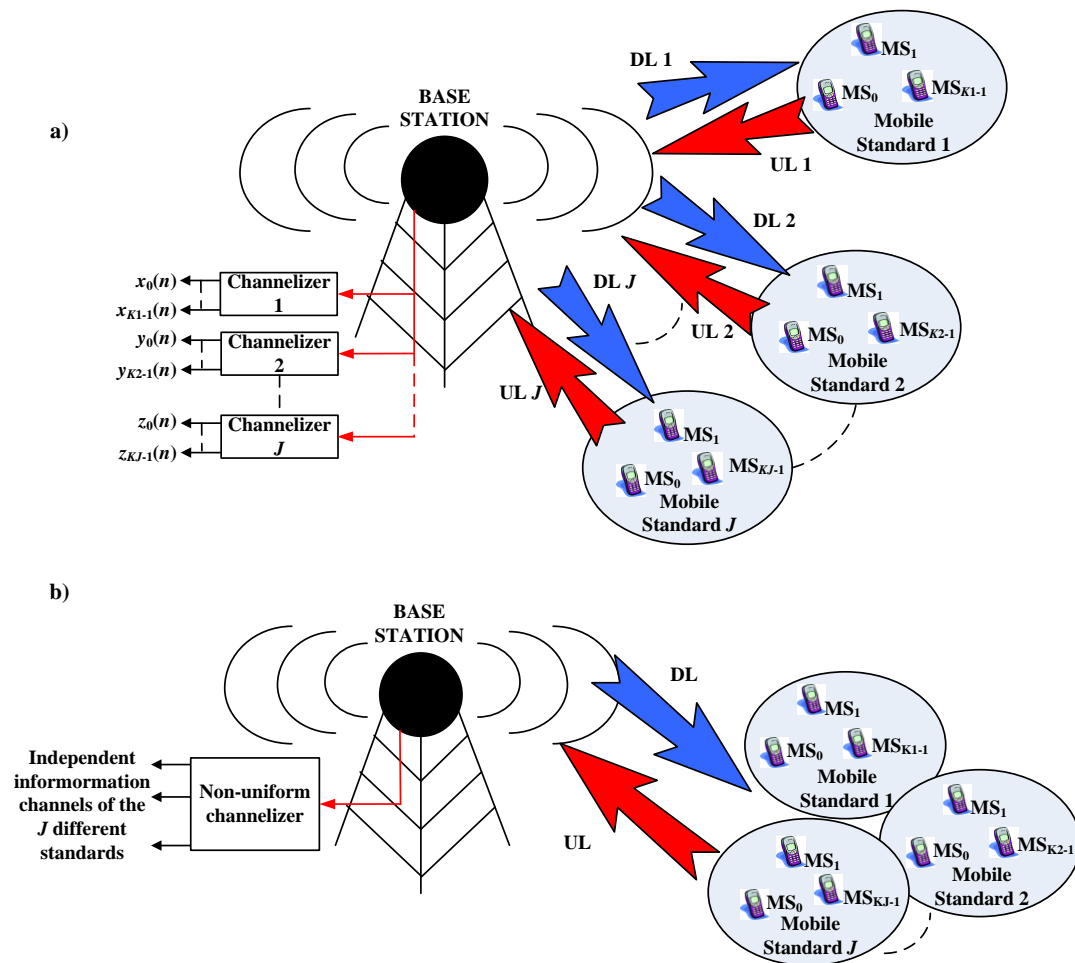 a)
BASE
STATION
DL 1
UL 1
MS1
MS0
MSK1-1
Mobile
Standard 1
DL 2
UL 2
MS1
MS0
MSK2-1
Mobile
Standard 2
DL J
UL J
MS1
MS0
MSKJ-1
Mobile
Standard J
x0(n)
xK1-1(n)
Channelizer
1
y0(n)
yK2-1(n)
Channelizer
2
z0(n)
zKJ-1(n)
Channelizer
J
b)
BASE
STATION
DL
UL
MS1
MS0
MSK1-1
Mobile
Standard 1
MS1
MS0
MSK2-1
Mobile
Standard 2
MS1
MS0
MSKJ-1
Mobile
Standard J
Independent
informormation
channels of the
J different
standards
Non-uniform
channelizer